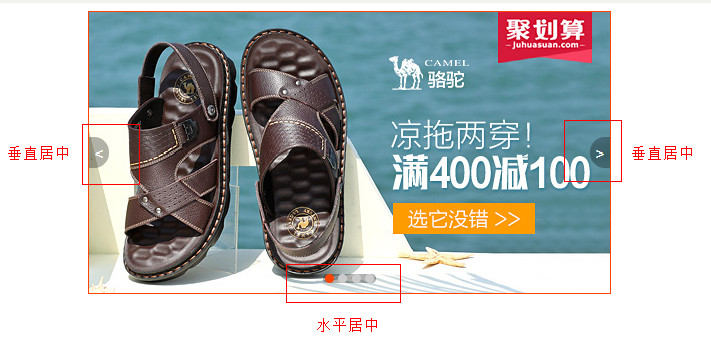 聚划算
juhuasuan.com
CAMEL
骆驼
凉拖两穿!
满400减100
选它没错 >>
垂直居中
<
>
垂直居中
水平居中